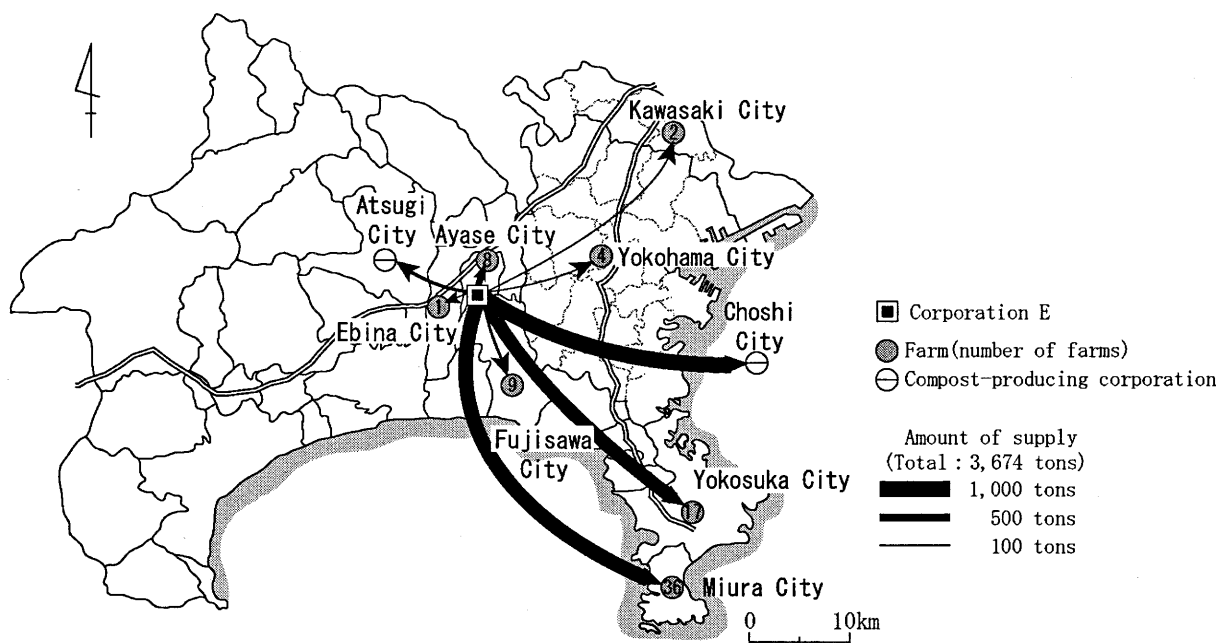 Kawasaki City
2
Atsugi
City
Ayase City
8
4
Yokohama City
1
Ebina City
Choshi
City
9
Fujisawa
City
Yokosuka City
17
36
Miura City
0 10km
Corporation E
Farm(number of farms)
Compost-producing corporation
Amount of supply
(Total : 3,674 tons)
1,000 tons
500 tons
100 tons